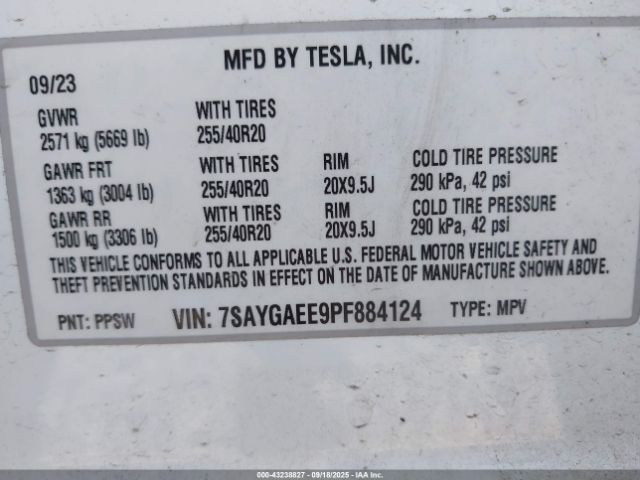 MFD BY TESLA, INC.
09/23
GVWR WITH TIRES
2571 kg (5669 lb) 255/40R20
GAWR FRT WITH TIRES RIM COLD TIRE PRESSURE
1363 kg (3004 lb) 255/40R20 20X9.5J 290 kPa, 42 psi
GAWR RR WITH TIRES RIM COLD TIRE PRESSURE
1500 kg (3306 lb) 255/40R20 20X9.5J 290 kPa, 42 psi
THIS VEHICLE CONFORMS TO ALL APPLICABLE U.S. FEDERAL MOTOR VEHICLE SAFETY AND
THEFT PREVENTION STANDARDS IN EFFECT ON THE DATE OF MANUFACTURE SHOWN ABOVE.
PNT: PPSW VIN: 7SAYGAEE9PF884124 TYPE: MPV
000-43238827 - 09/18/2025 - COPYRIGHT © IAA